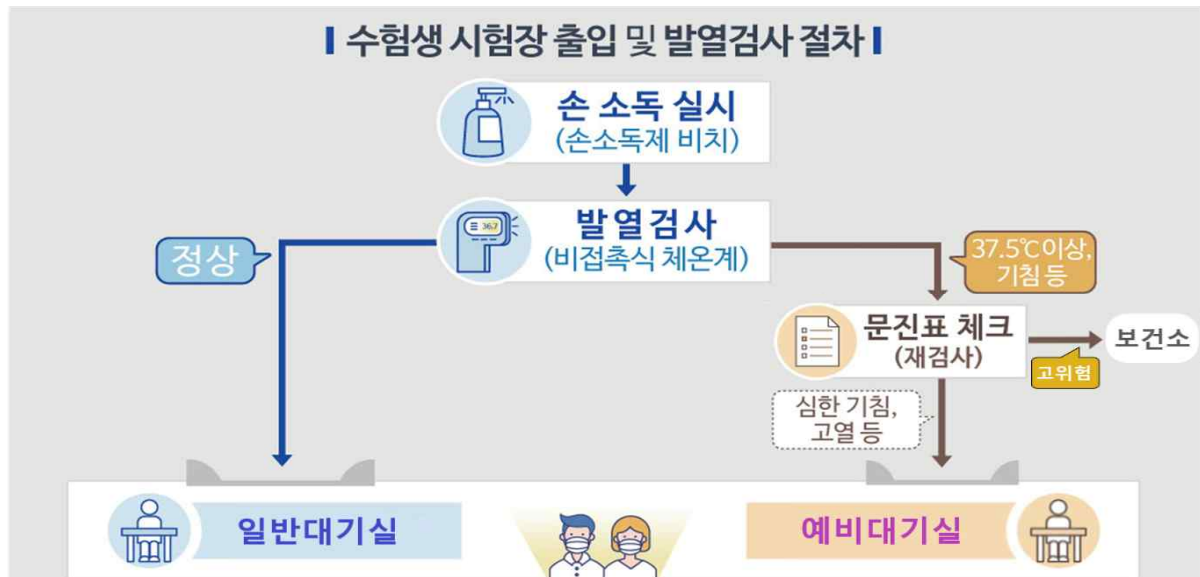 수험생 시험장 출입 및 발열검사 절차
손 소독 실시
(손소독제 비치)
발열검사
(비접촉식 체온계)
36.7
정상
37.5℃이상,
기침 등
문진표 체크
(재검사)
보건소
고위험
심한 기침,
고열 등
일반대기실
예비대기실